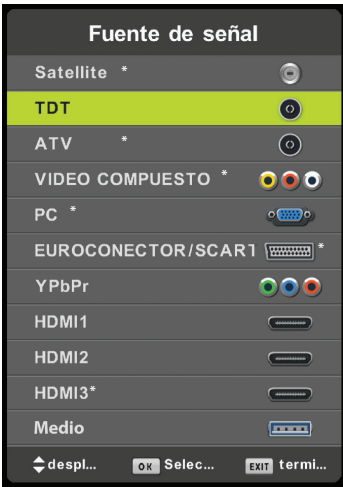 Fuente de señal
Satellite *
TDT
ATV *
VIDEO COMPUESTO *
PC *
EUROCONECTOR/SCART *
YPbPr
HDMI1
HDMI2
HDMI3*
Medio
despl... OK Selec... EXIT termi...